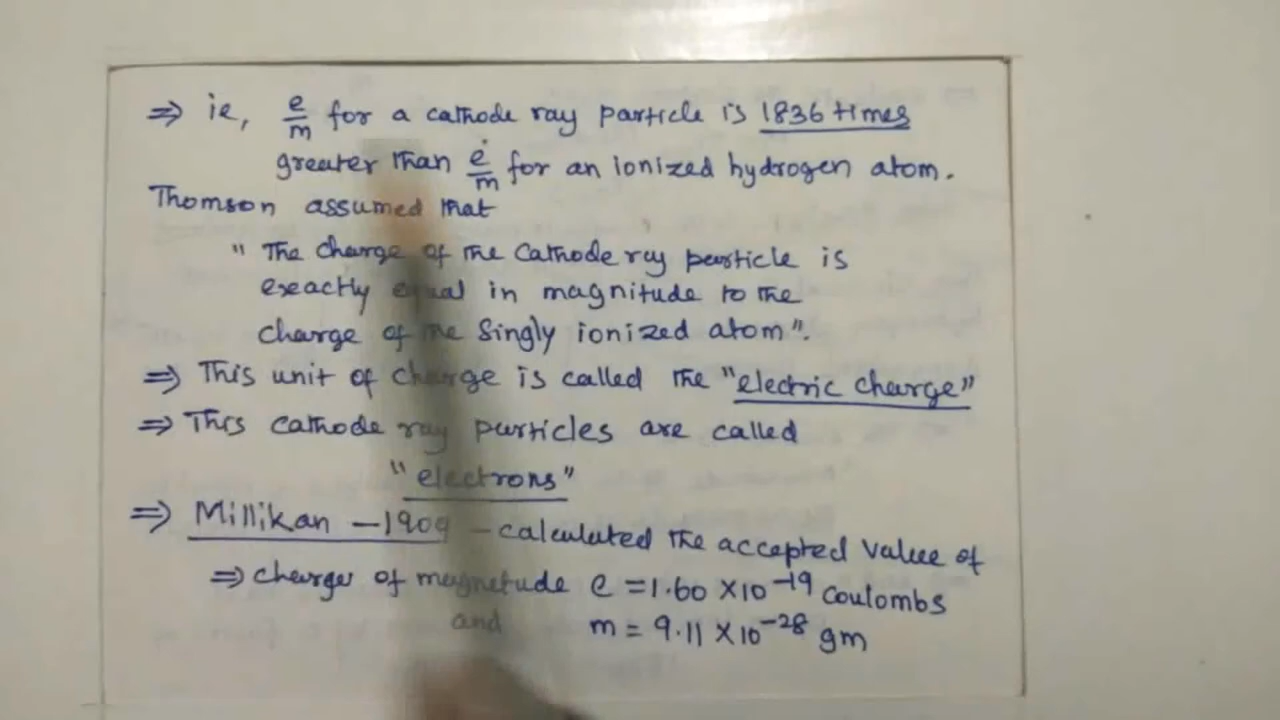 ⇒ ie, e/m for a cathode ray particle is 1836 times
greater than e/m for an ionized hydrogen atom.
Thomson assumed that
" The charge of the cathode ray particle is
exactly equal in magnitude to the
charge of the singly ionized atom".
⇒ This unit of charge is called the "electric charge"
⇒ This cathode ray particles are called
"electrons"
⇒ Millikan - 1909 - calculated the accepted value of
⇒ charge of magnetude e = 1.60 × 10⁻¹⁹ coulombs
and m = 9.11 × 10⁻²⁸ gm